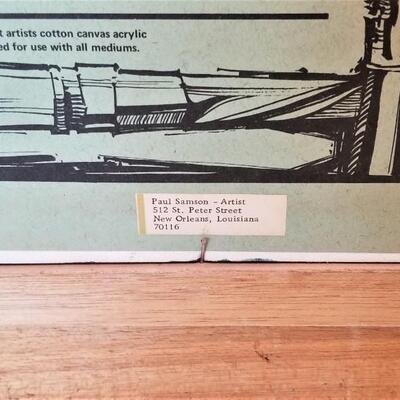 t artists cotton canvas acrylic
ed for use with all mediums.
Paul Samson - Artist
512 St. Peter Street
New Orleans, Louisiana
70116